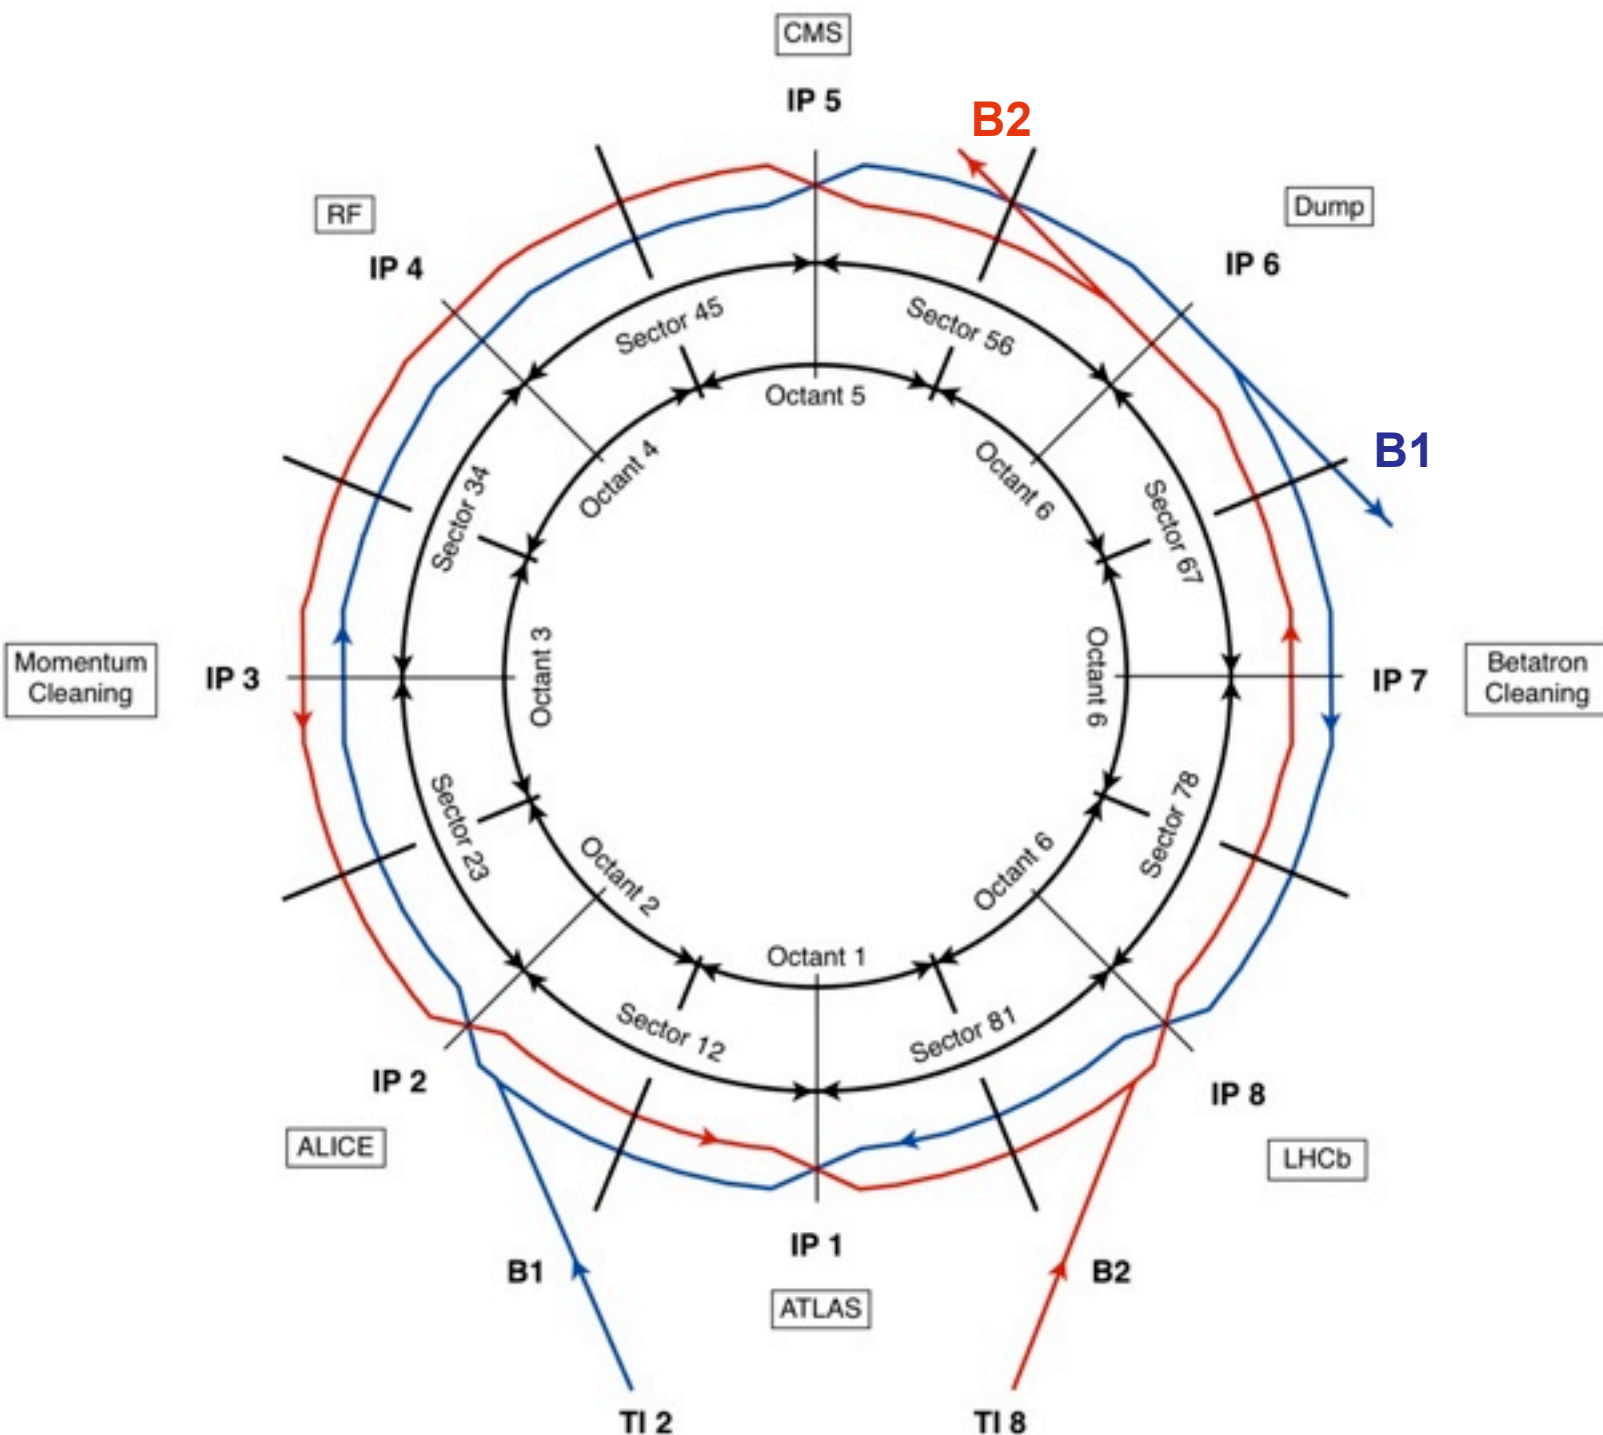 CMS
IP 5
B2
RF
IP 4
Dump
IP 6
Sector 45
Sector 56
Octant 5
Octant 4
Octant 6
B1
Sector 34
Sector 67
Momentum
Cleaning
IP 3
Octant 3
Octant 6
IP 7
Betatron
Cleaning
Sector 23
Sector 78
Octant 2
Octant 6
Octant 1
Sector 12
Sector 81
IP 2
IP 8
ALICE
LHCb
IP 1
B1
B2
ATLAS
TI 2
TI 8